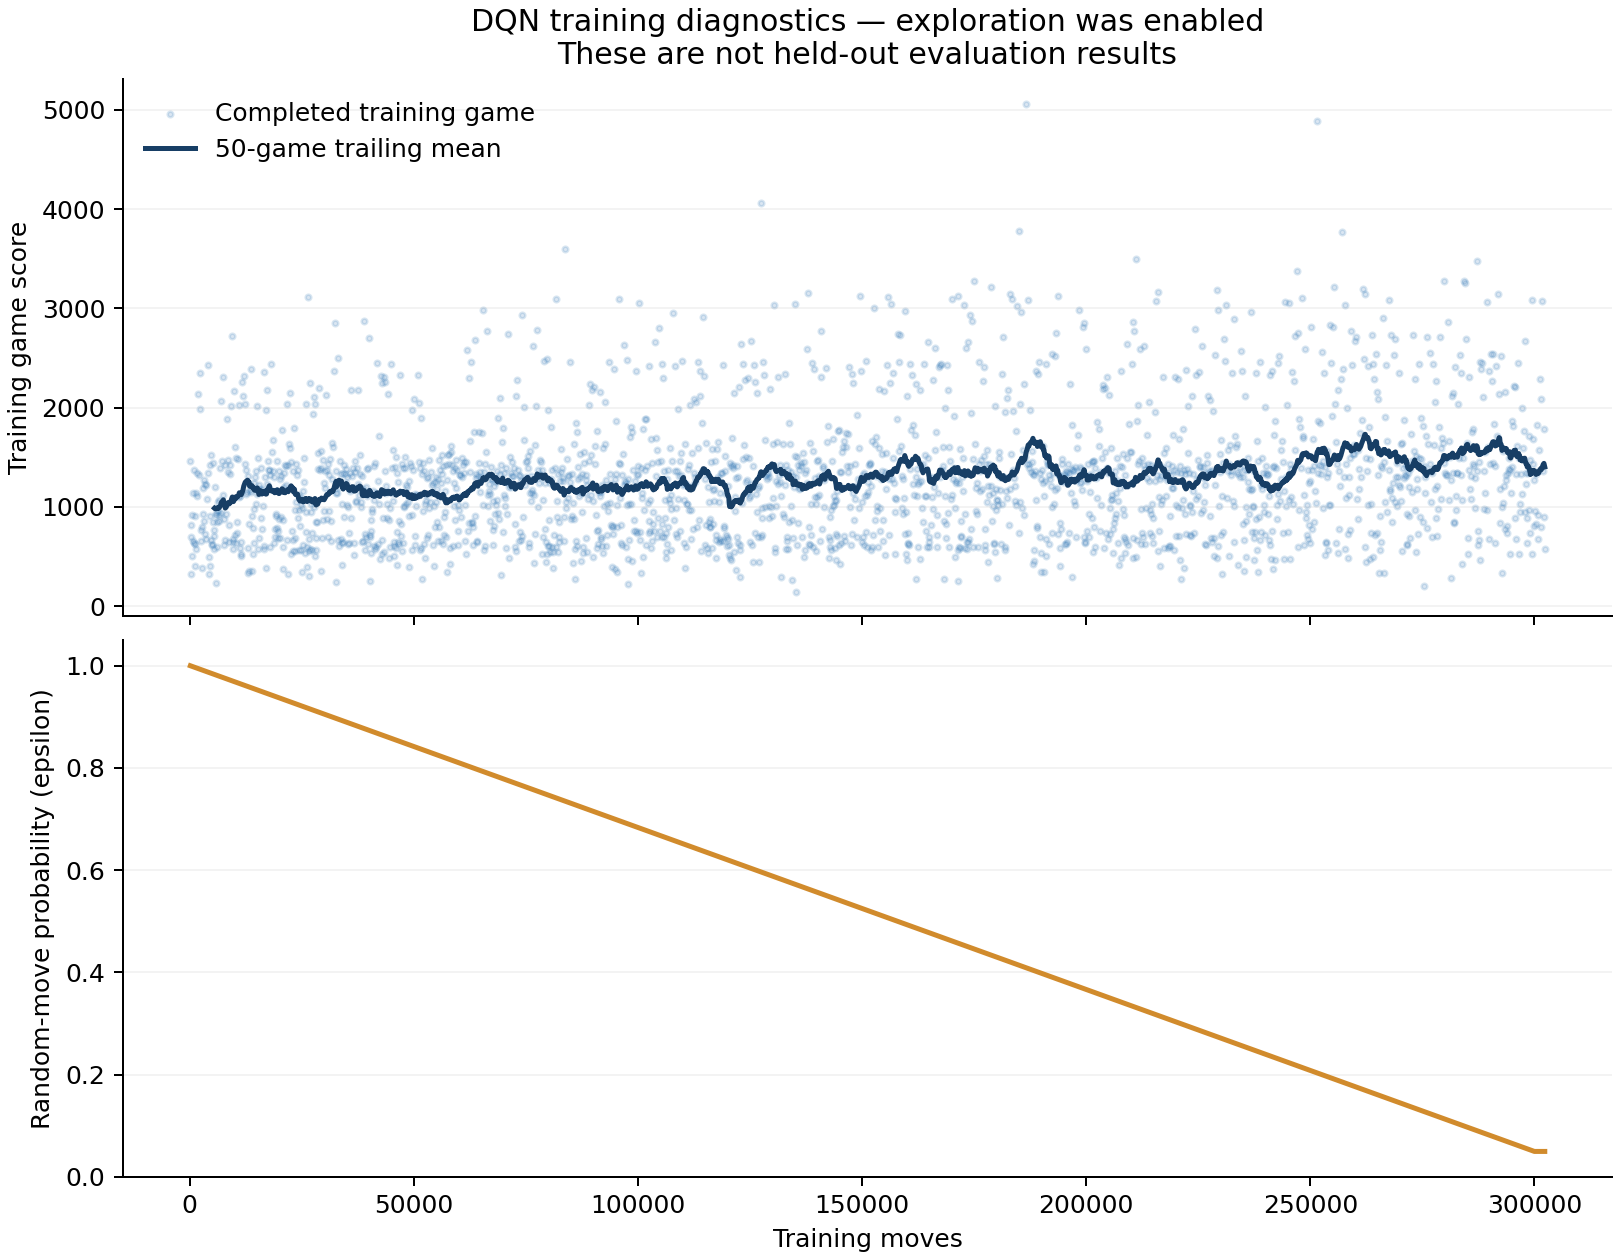 DQN training diagnostics — exploration was enabled
These are not held-out evaluation results
Completed training game
50-game trailing mean
Training game score
5000
4000
3000
2000
1000
0
Random-move probability (epsilon)
1.0
0.8
0.6
0.4
0.2
0.0
0
50000
100000
150000
200000
250000
300000
Training moves